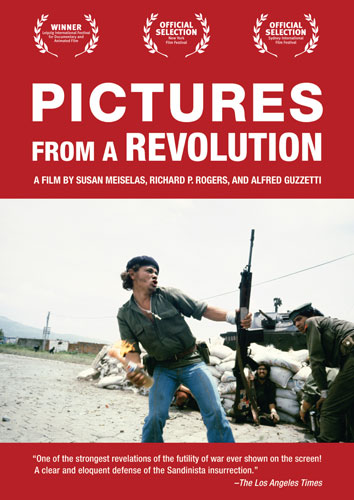 WINNER
Leipzig International Festival
for Documentary and
Animated Film
OFFICIAL
SELECTION
New York
Film Festival
OFFICIAL
SELECTION
Sydney International
Film Festival
PICTURES
FROM A REVOLUTION
A FILM BY SUSAN MEISELAS, RICHARD P. ROGERS, AND ALFRED GUZZETTI
“One of the strongest revelations of the futility of war ever shown on the screen!
A clear and eloquent defense of the Sandinista insurrection.”
–The Los Angeles Times